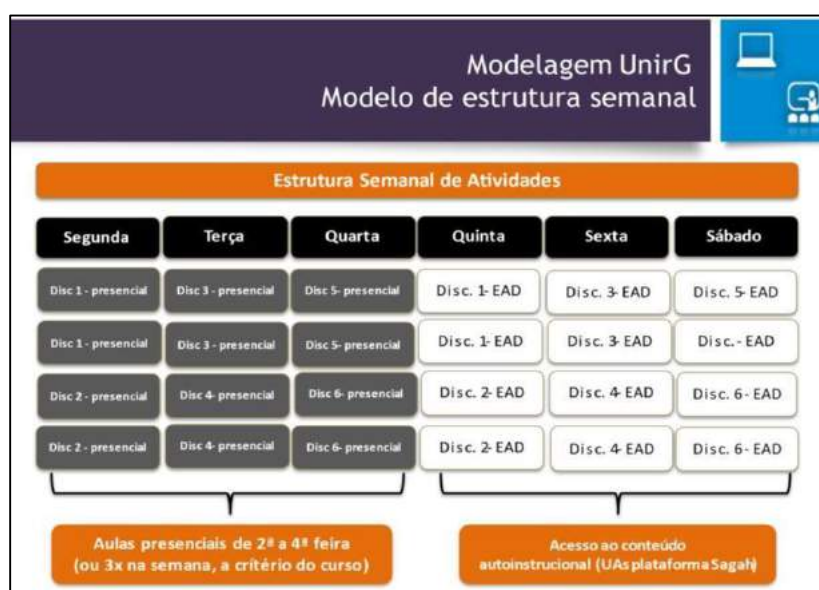 Modelagem UnirG
Modelo de estrutura semanal
Estrutura Semanal de Atividades
Segunda Terça Quarta Quinta Sexta Sábado
Disc 1 - presencial Disc 3 - presencial Disc 5- presencial Disc. 1- EAD Disc. 3- EAD Disc. 5- EAD
Disc 1 - presencial Disc 3 - presencial Disc 5- presencial Disc. 1- EAD Disc. 3- EAD Disc.- EAD
Disc 2 - presencial Disc 4- presencial Disc 6- presencial Disc. 2- EAD Disc. 4- EAD Disc. 6- EAD
Disc 2 - presencial Disc 4- presencial Disc 6- presencial Disc. 2- EAD Disc. 4- EAD Disc. 6- EAD
Aulas presenciais de 2ª a 4ª feira
(ou 3x na semana, a critério do curso)
Acesso ao conteúdo
autoinstrucional (UAs plataforma Sagah)